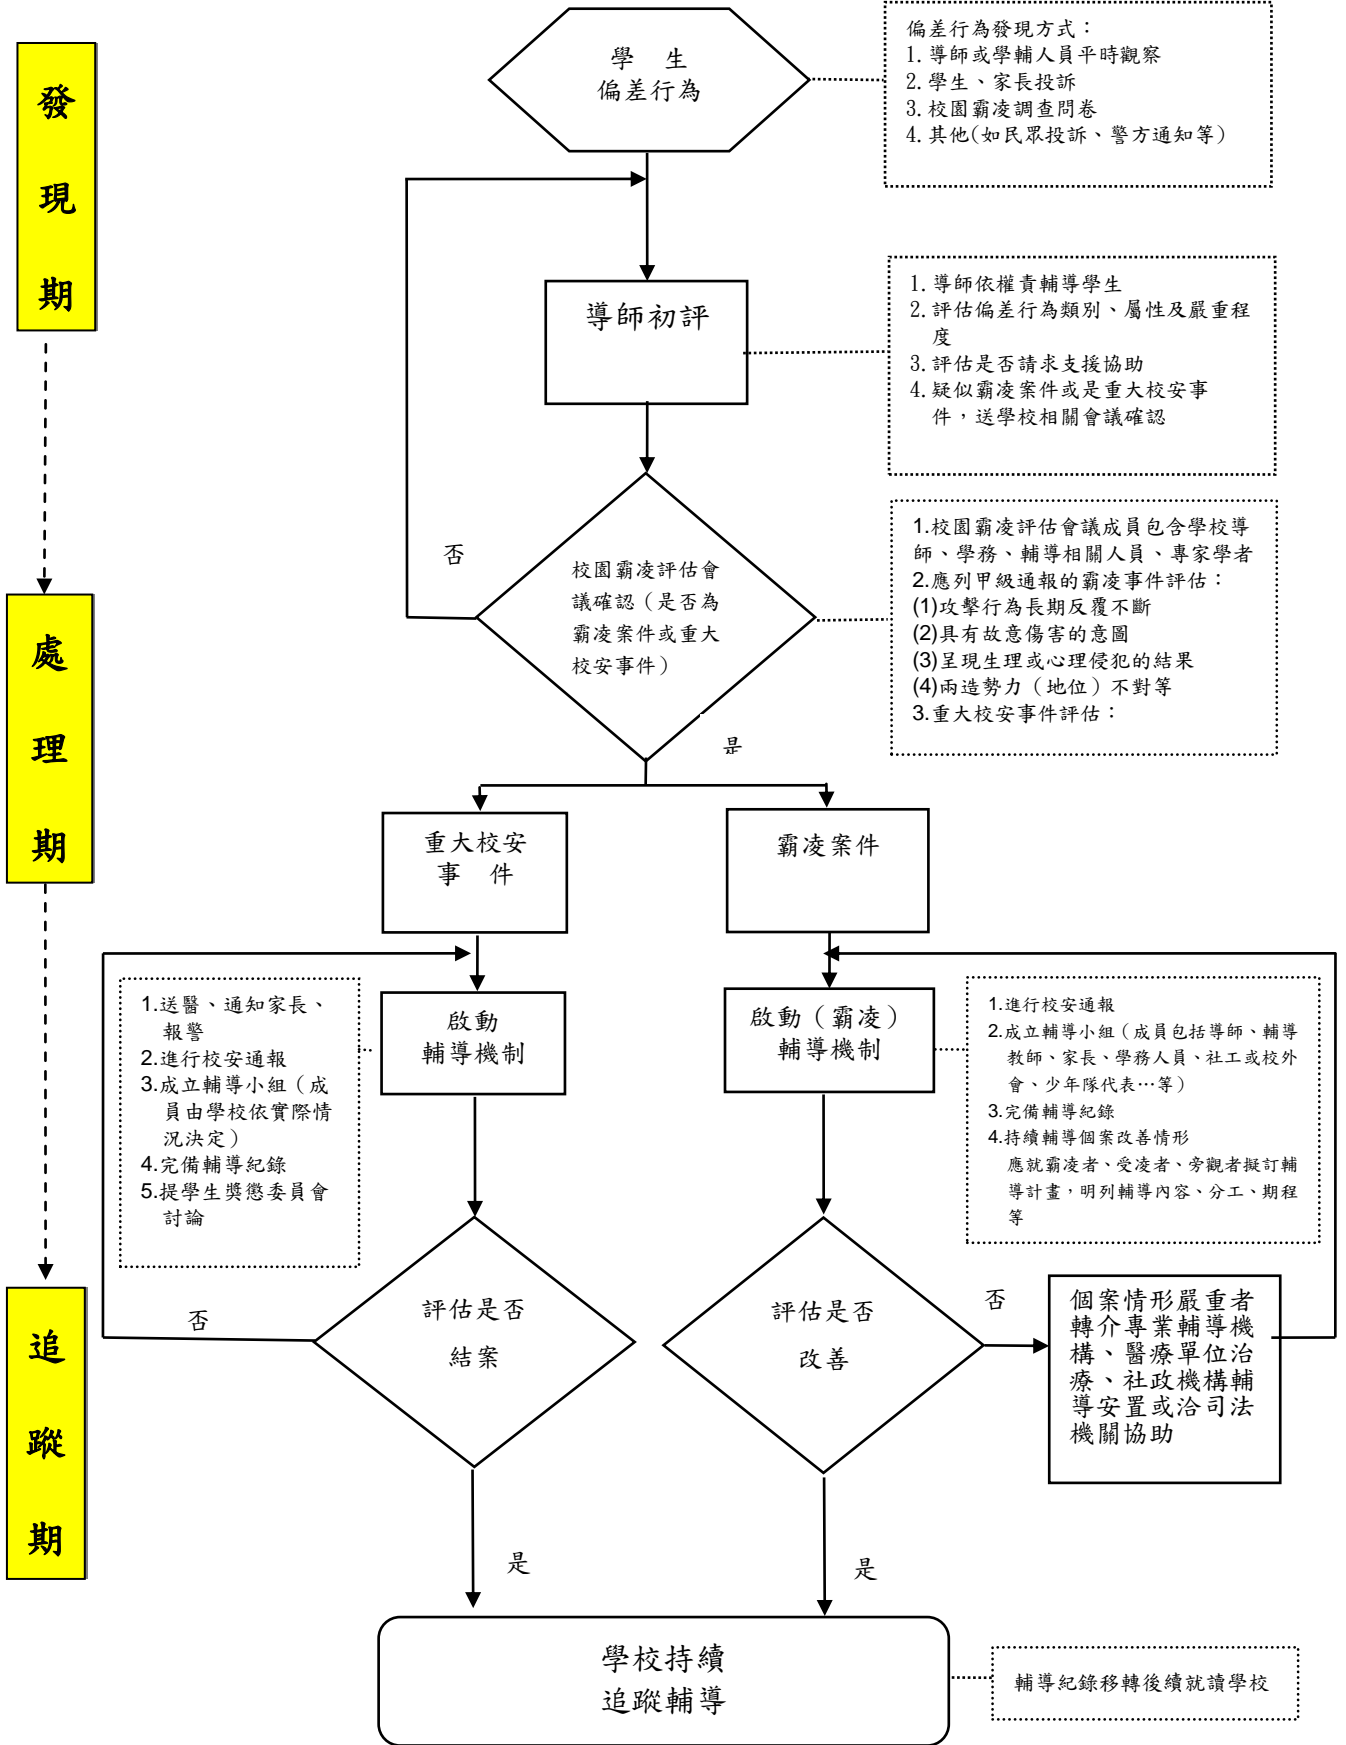 發
現
期
處
理
期
追
蹤
期
學　生
偏差行為
偏差行為發現方式：
1. 導師或學輔人員平時觀察
2. 學生、家長投訴
3. 校園霸凌調查問卷
4. 其他(如民眾投訴、警方通知等)
導師初評
1. 導師依權責輔導學生
2. 評估偏差行為類別、屬性及嚴重程
度
3. 評估是否請求支援協助
4. 疑似霸凌案件或是重大校安事
件，送學校相關會議確認
否
校園霸凌評估會
議確認（是否為
霸凌案件或重大
校安事件）
是
1.校園霸凌評估會議成員包含學校導
師、學務、輔導相關人員、專家學者
2.應列甲級通報的霸凌事件評估：
(1)攻擊行為長期反覆不斷
(2)具有故意傷害的意圖
(3)呈現生理或心理侵犯的結果
(4)兩造勢力（地位）不對等
3.重大校安事件評估：
重大校安
事　件
霸凌案件
1.送醫、通知家長、
報警
2.進行校安通報
3.成立輔導小組（成
員由學校依實際情
況決定）
4.完備輔導紀錄
5.提學生獎懲委員會
討論
啟動
輔導機制
啟動（霸凌）
輔導機制
1.進行校安通報
2.成立輔導小組（成員包括導師、輔導
教師、家長、學務人員、社工或校外
會、少年隊代表…等）
3.完備輔導紀錄
4.持續輔導個案改善情形
應就霸凌者、受凌者、旁觀者擬訂輔
導計畫，明列輔導內容、分工、期程
等
否
評估是否
結案
是
評估是否
改善
否
是
個案情形嚴重者
轉介專業輔導機
構、醫療單位治
療、社政機構輔
導安置或洽司法
機關協助
學校持續
追蹤輔導
輔導紀錄移轉後續就讀學校